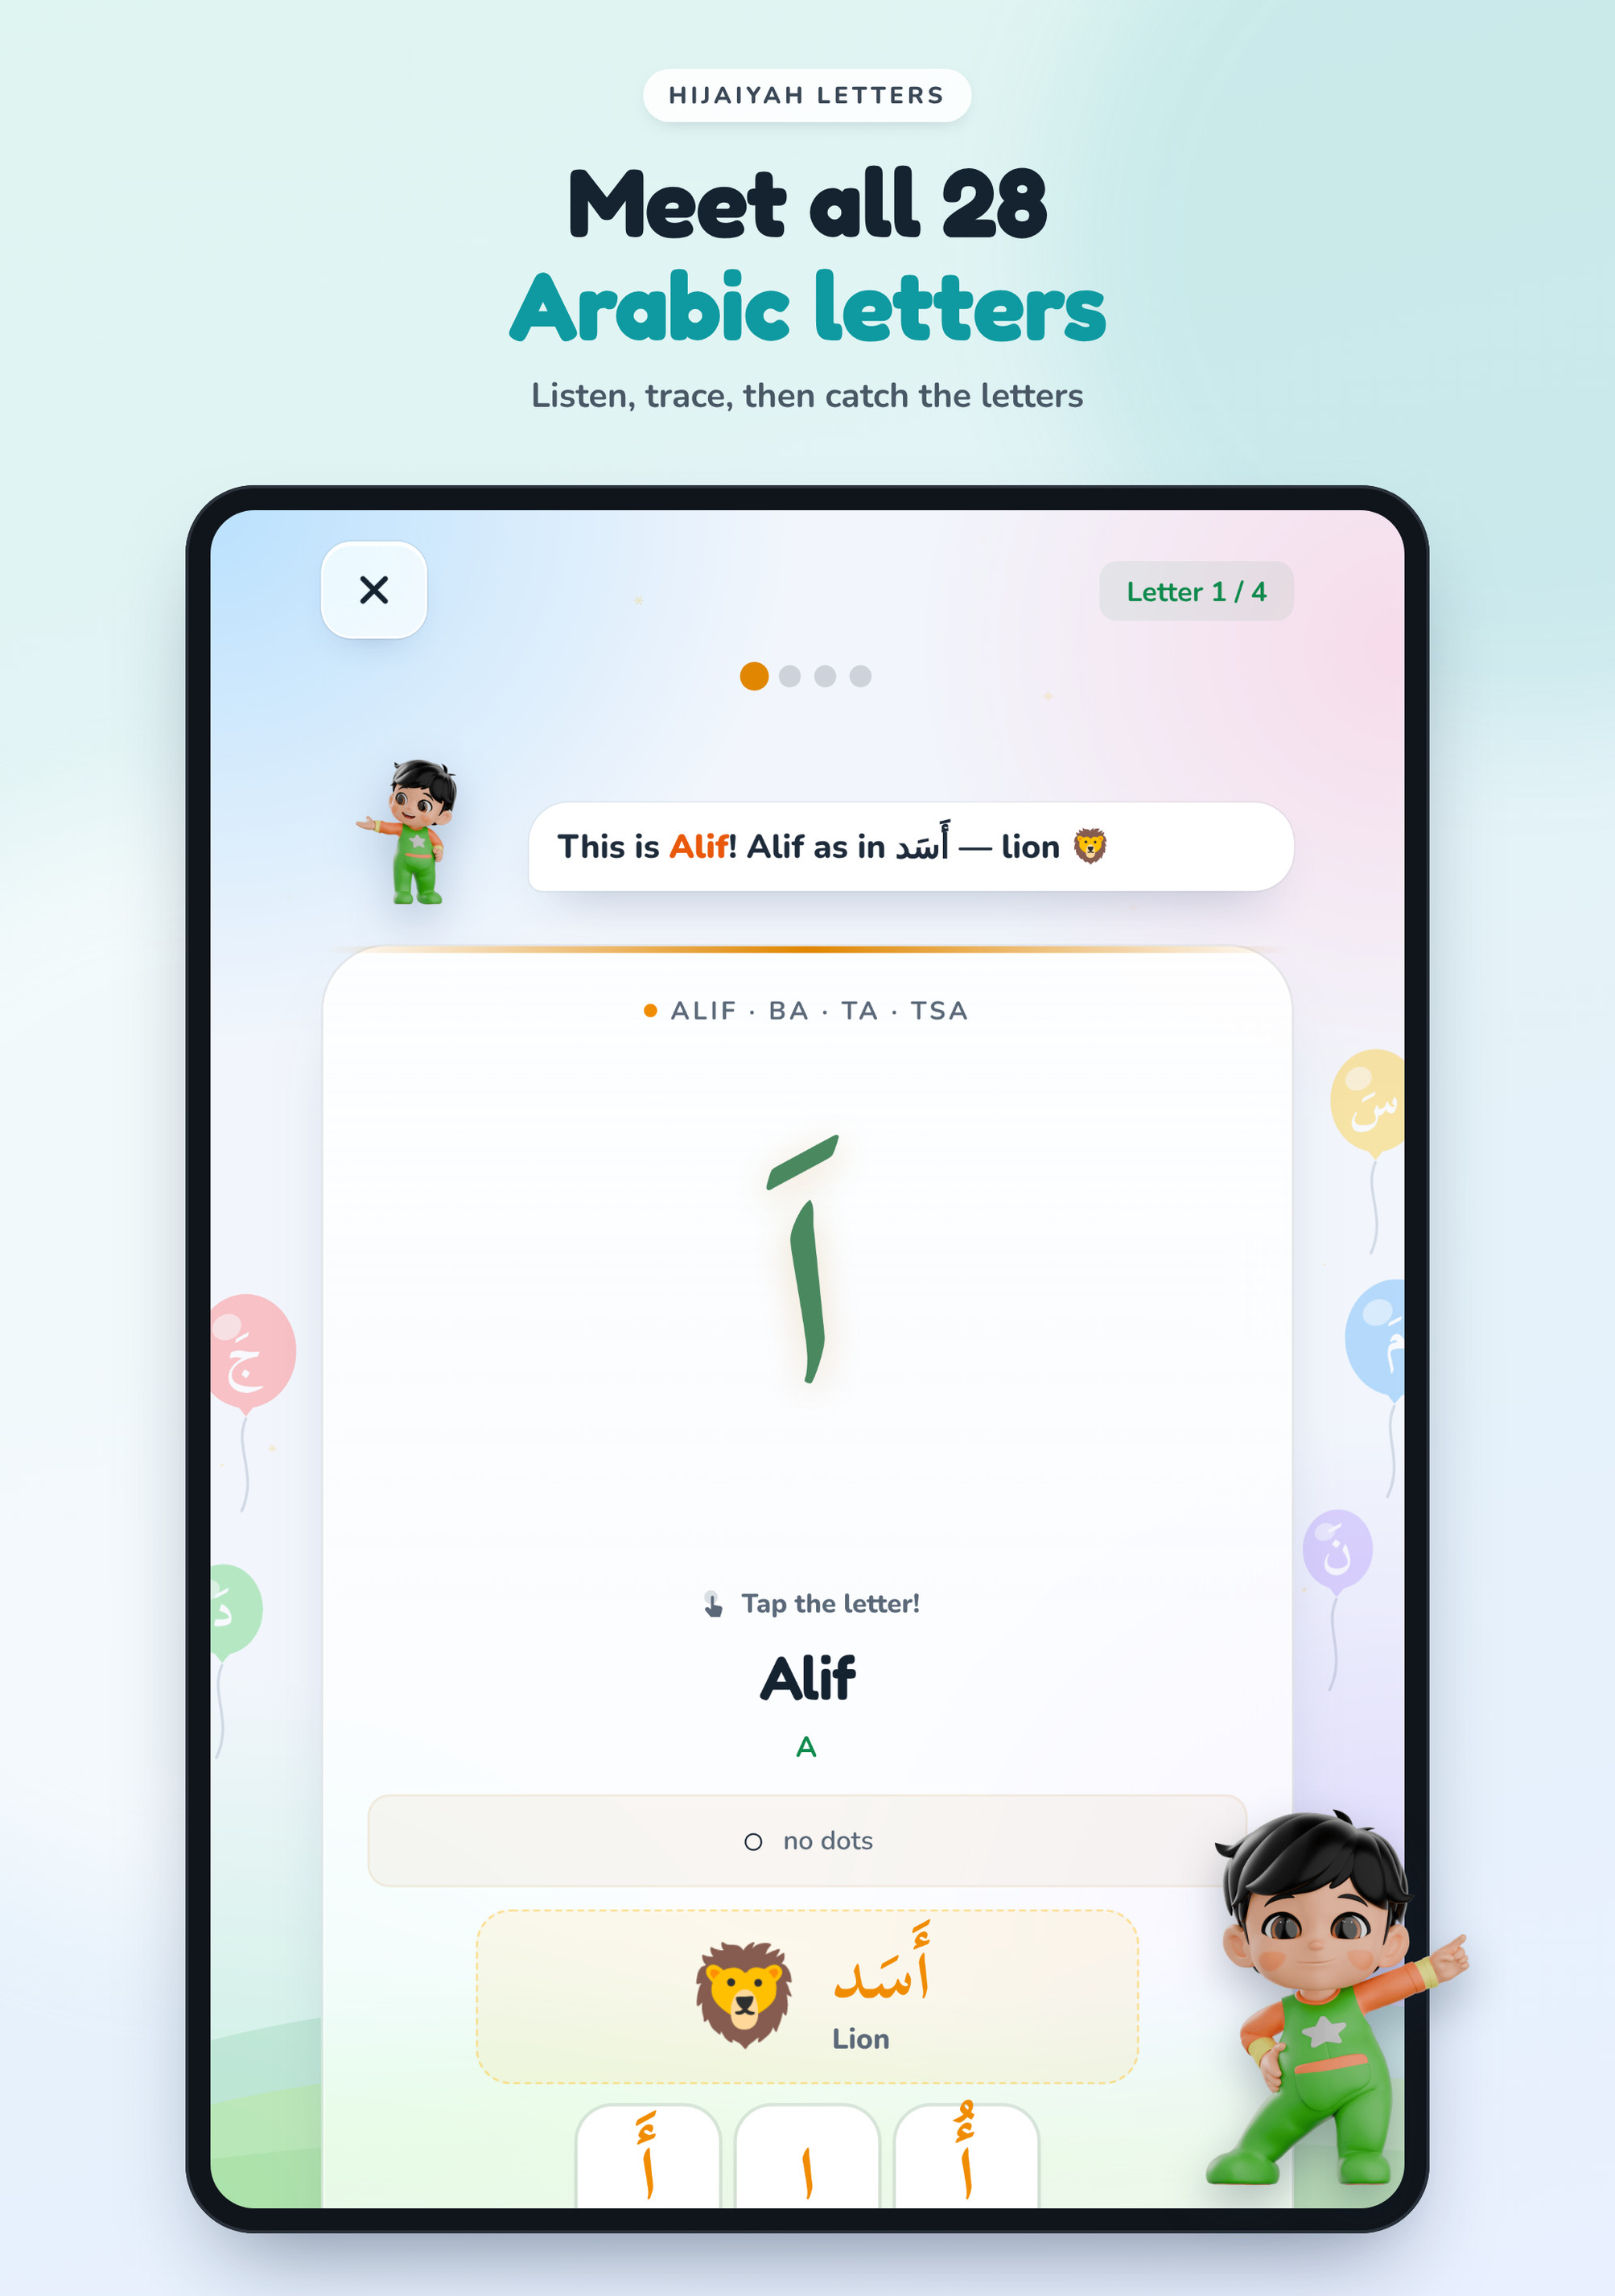 HIJAIYAH LETTERS
Meet all 28
Arabic letters
Listen, trace, then catch the letters
Letter 1 / 4
This is Alif! Alif as in أَسَد — lion 🦁
ALIF · BA · TA · TSA
اَ
سَ
مَ
جَ
نَ
دَ
Tap the letter!
Alif
A
no dots
أَسَد
Lion
أَ ا أُ